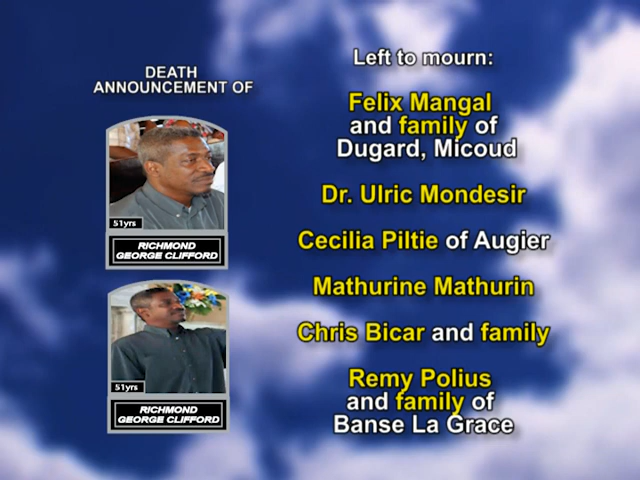 DEATH
ANNOUNCEMENT OF
51yrs
RICHMOND
GEORGE CLIFFORD
51yrs
RICHMOND
GEORGE CLIFFORD
Left to mourn:
Felix Mangal
and family of
Dugard, Micoud
Dr. Ulric Mondesir
Cecilia Piltie of Augier
Mathurine Mathurin
Chris Bicar and family
Remy Polius
and family of
Banse La Grace